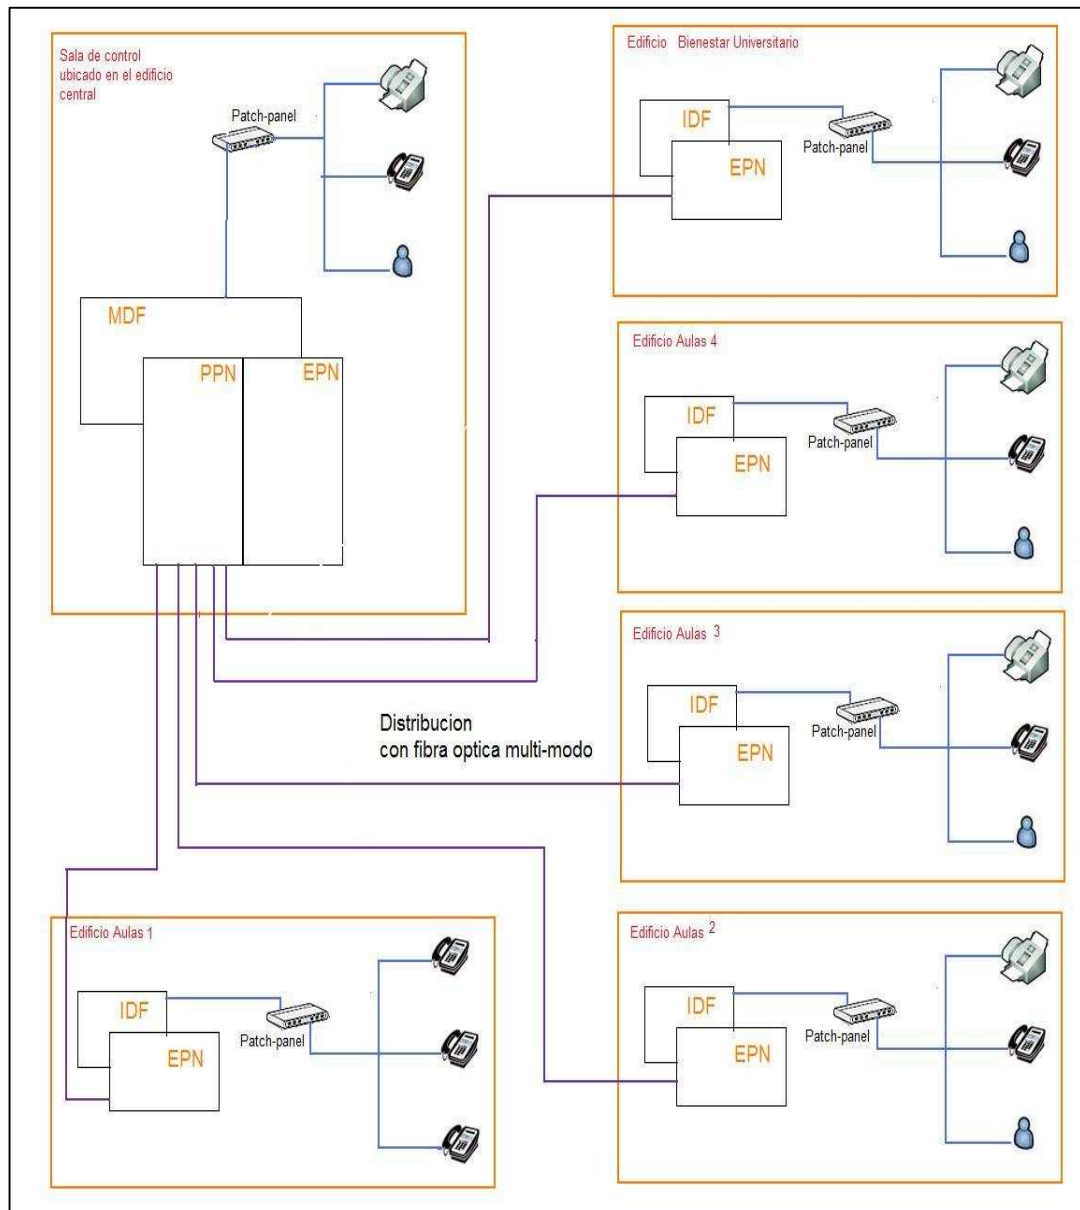 Sala de control
ubicado en el edificio
central
Patch-panel
MDF
PPN
EPN
Edificio Bienestar Universitario
IDF
EPN
Patch-panel
Edificio Aulas 4
IDF
EPN
Patch-panel
Edificio Aulas 3
IDF
EPN
Patch-panel
Distribucion
con fibra optica multi-modo
Edificio Aulas 1
IDF
EPN
Patch-panel
Edificio Aulas 2
IDF
EPN
Patch-panel